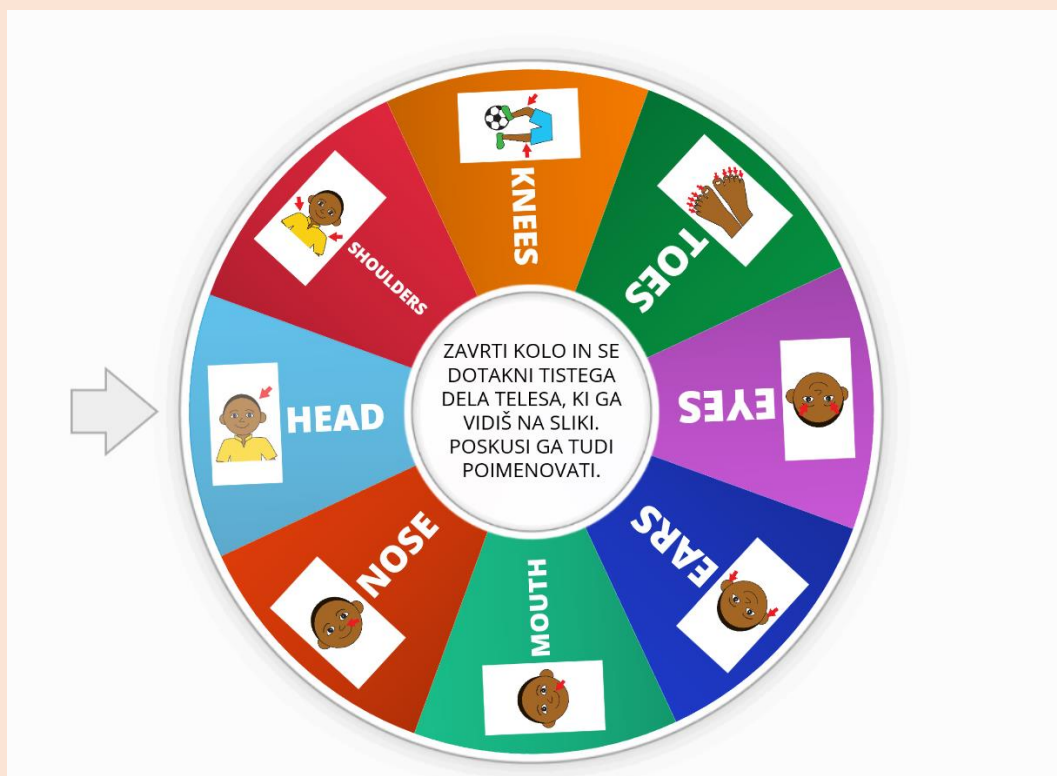 KNEES
TOES
EYES
EARS
MOUTH
NOSE
HEAD
SHOULDERS
ZAVRTI KOLO IN SE
DOTAKNI TISTEGA
DELA TELESA, KI GA
VIDIŠ NA SLIKI.
POSKUSI GA TUDI
POIMENOVATI.